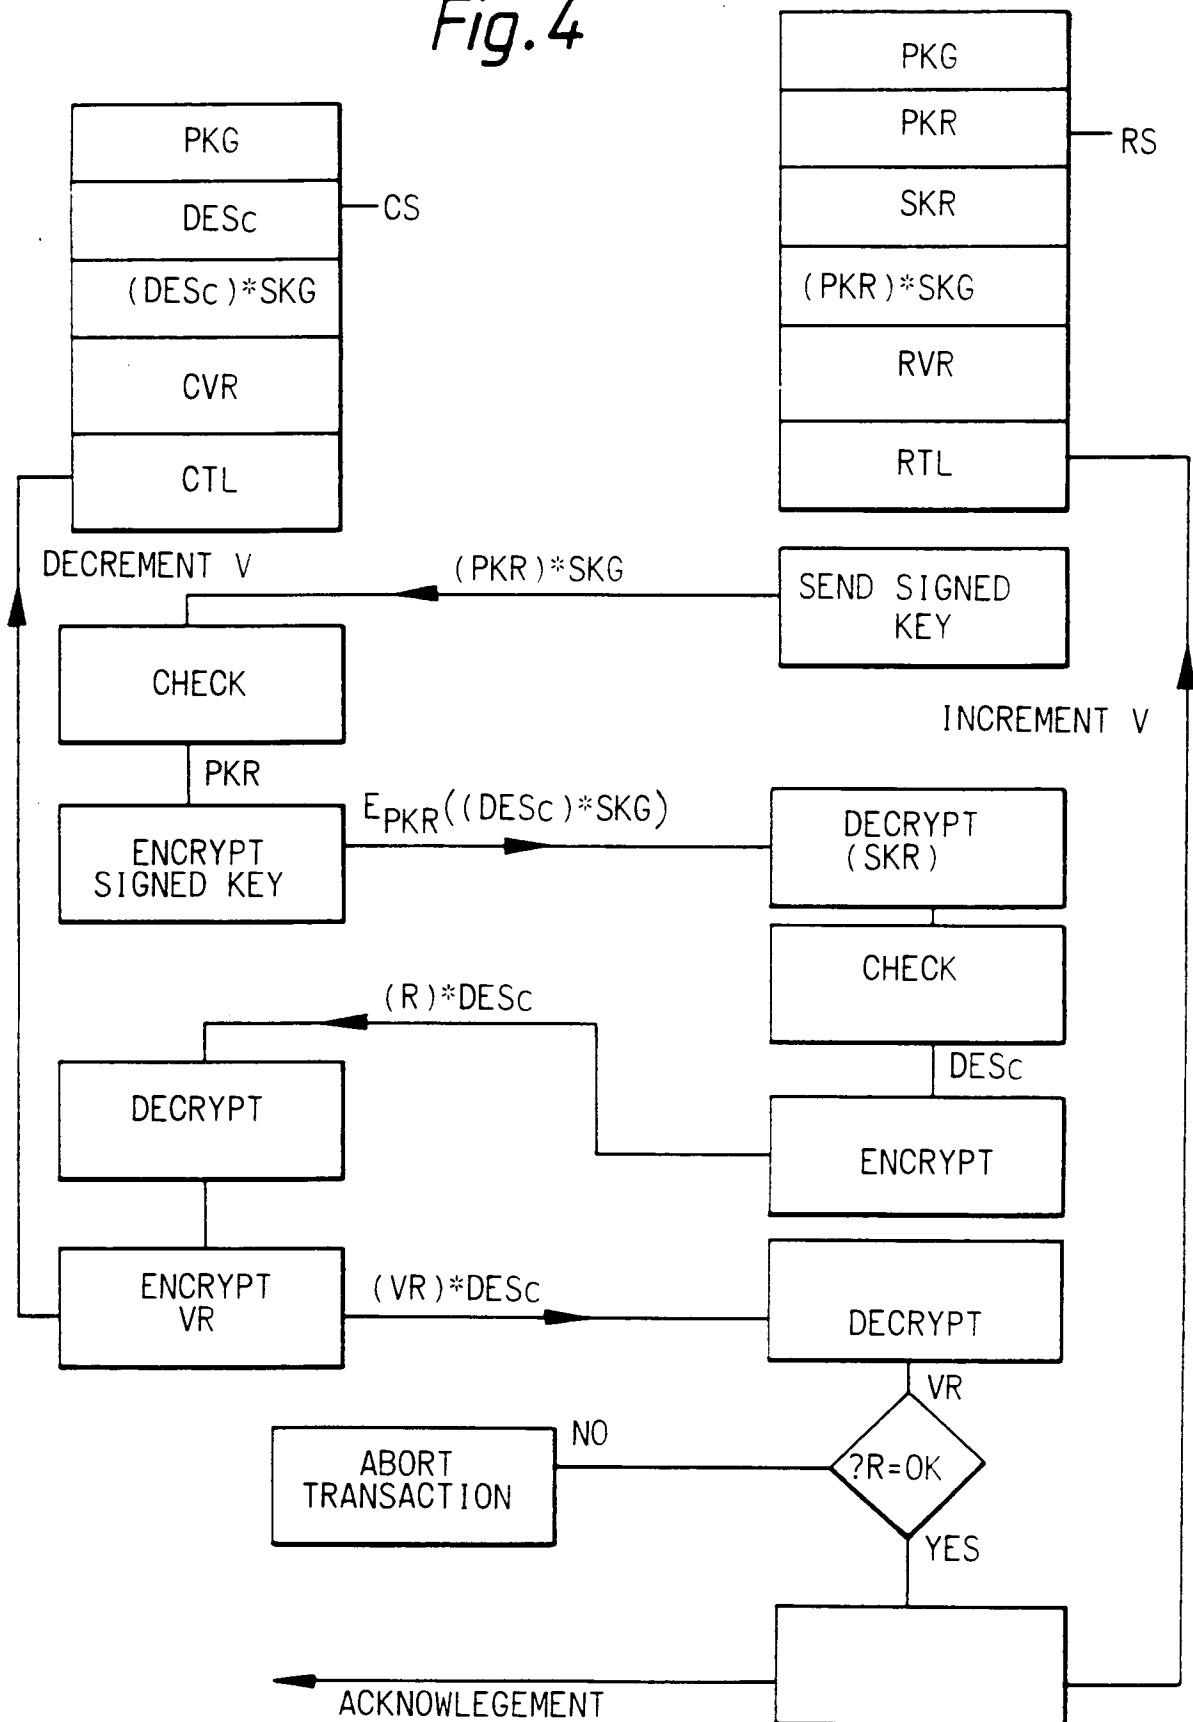 Fig. 4
PKG
PKR
RS
SKR
(PKR)*SKG
RVR
RTL
PKG
DESc
CS
(DESc)*SKG
CVR
CTL
DECREMENT V
(PKR)*SKG
SEND SIGNED
KEY
CHECK
INCREMENT V
PKR
ENCRYPT
SIGNED KEY
EPKR((DESc)*SKG)
DECRYPT
(SKR)
CHECK
DESc
(R)*DESc
DECRYPT
ENCRYPT
ENCRYPT
VR
(VR)*DESc
DECRYPT
VR
?R=OK
NO
ABORT
TRANSACTION
YES
ACKNOWLEGEMENT